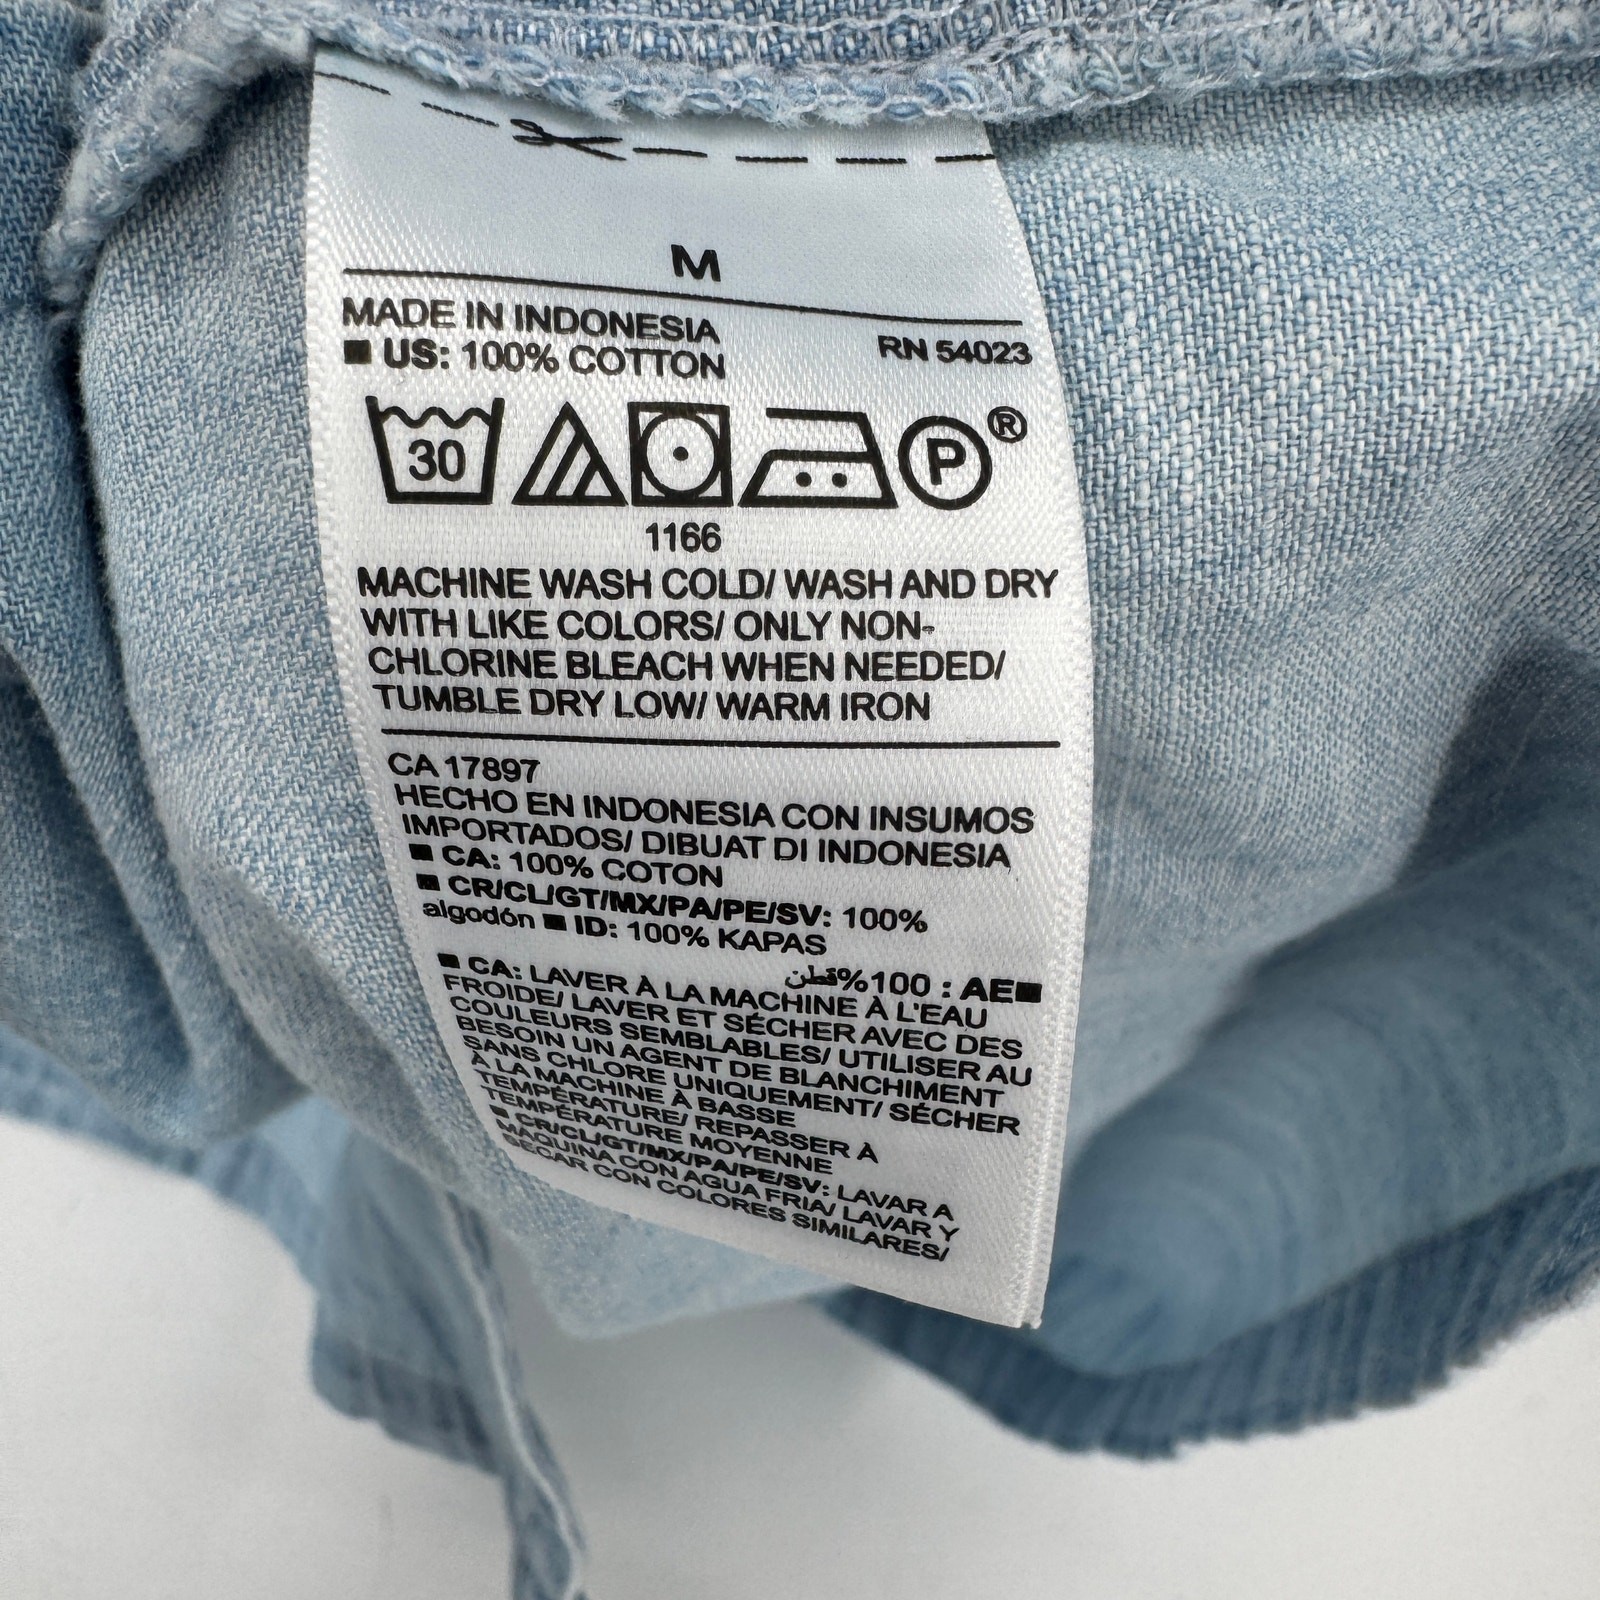 M
MADE IN INDONESIA
RN 54023
■ US: 100% COTTON
30
P®
1166
MACHINE WASH COLD/ WASH AND DRY
WITH LIKE COLORS/ ONLY NON-
CHLORINE BLEACH WHEN NEEDED/
TUMBLE DRY LOW/ WARM IRON
CA 17897
HECHO EN INDONESIA CON INSUMOS
IMPORTADOS/ DIBUAT DI INDONESIA
■ CA: 100% COTON
■ CR/CL/GT/MX/PA/PE/SV: 100%
algodón ■ ID: 100% KAPAS
قطن%100 : AE■
■ CA: LAVER À LA MACHINE À L'EAU
FROIDE/ LAVER ET SÉCHER AVEC DES
COULEURS SEMBLABLES/ UTILISER AU
BESOIN UN AGENT DE BLANCHIMENT
SANS CHLORE UNIQUEMENT/ SÉCHER
À LA MACHINE À BASSE
TEMPÉRATURE/ REPASSER À
TEMPÉRATURE MOYENNE
■ CR/CL/GT/MX/PA/PE/SV: LAVAR A
MAQUINA CON AGUA FRIA/ LAVAR Y
SECAR CON COLORES SIMILARES/